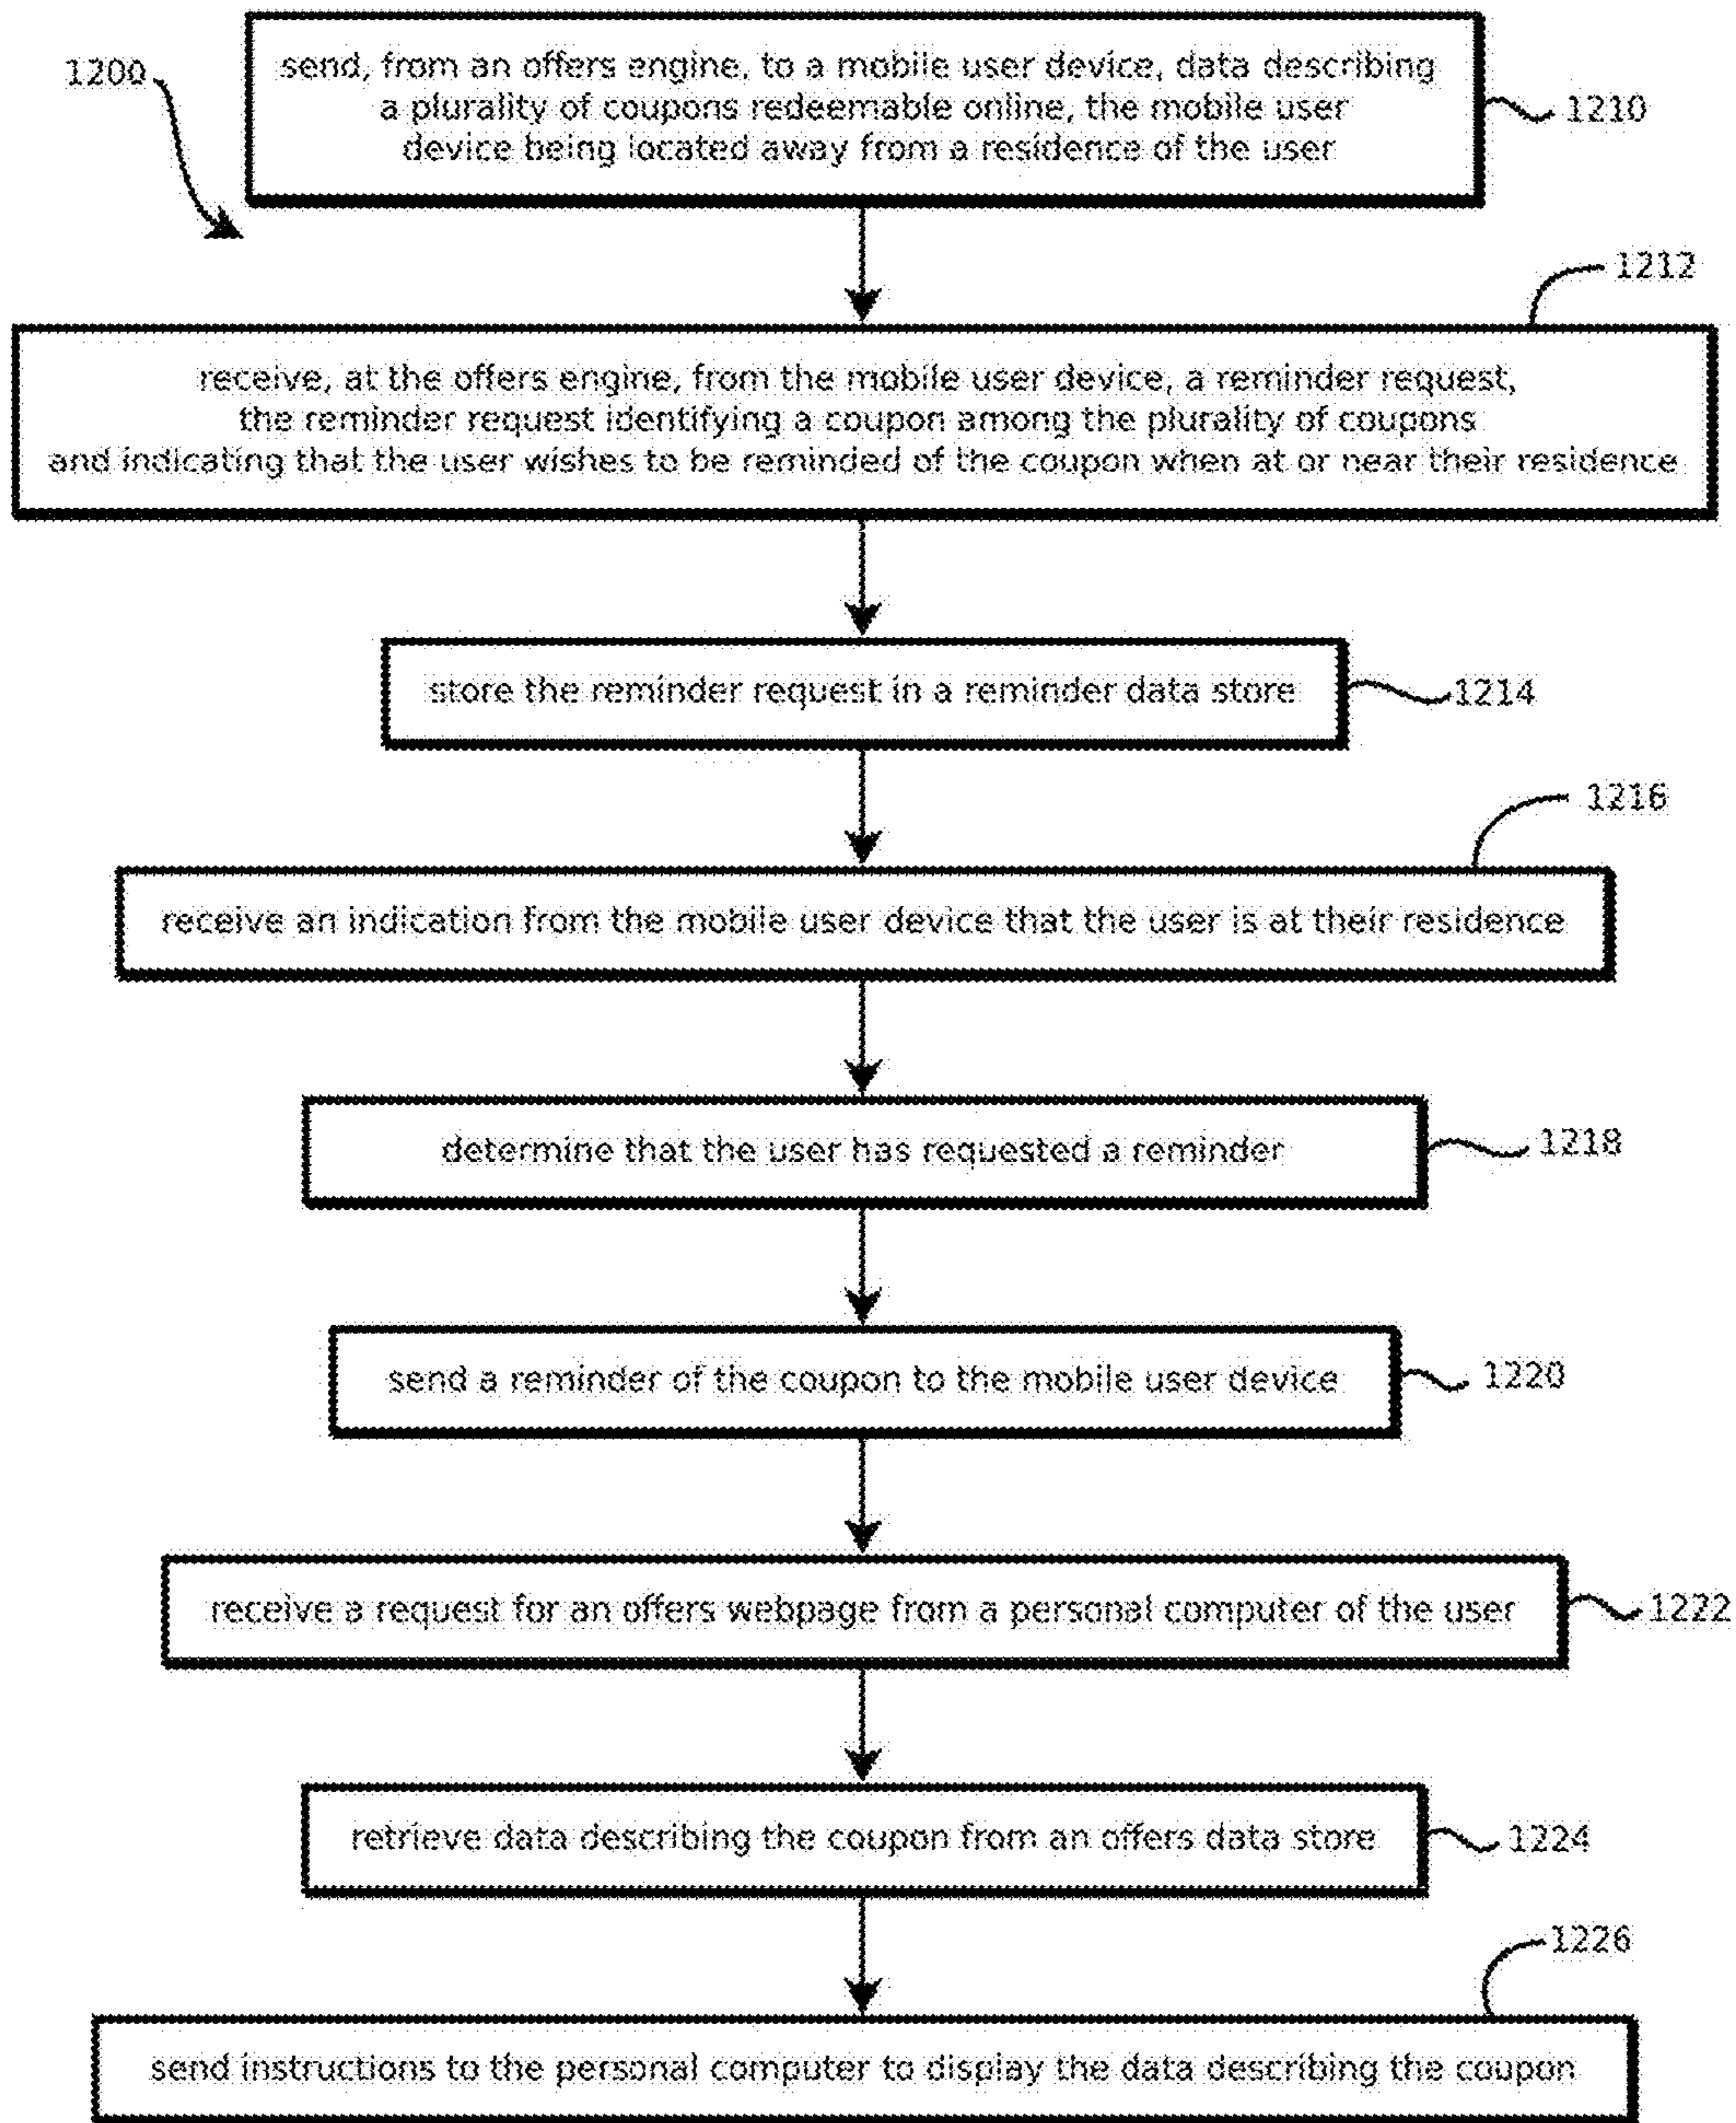 1200
send, from an offers engine, to a mobile user device, data describing
a plurality of coupons redeemable online, the mobile user
device being located away from a residence of the user
1210
1212
receive, at the offers engine, from the mobile user device, a reminder request,
the reminder request identifying a coupon among the plurality of coupons
and indicating that the user wishes to be reminded of the coupon when at or near their residence
store the reminder request in a reminder data store
1214
1216
receive an indication from the mobile user device that the user is at their residence
determine that the user has requested a reminder
1218
send a reminder of the coupon to the mobile user device
1220
receive a request for an offers webpage from a personal computer of the user
1222
retrieve data describing the coupon from an offers data store
1224
1226
send instructions to the personal computer to display the data describing the coupon